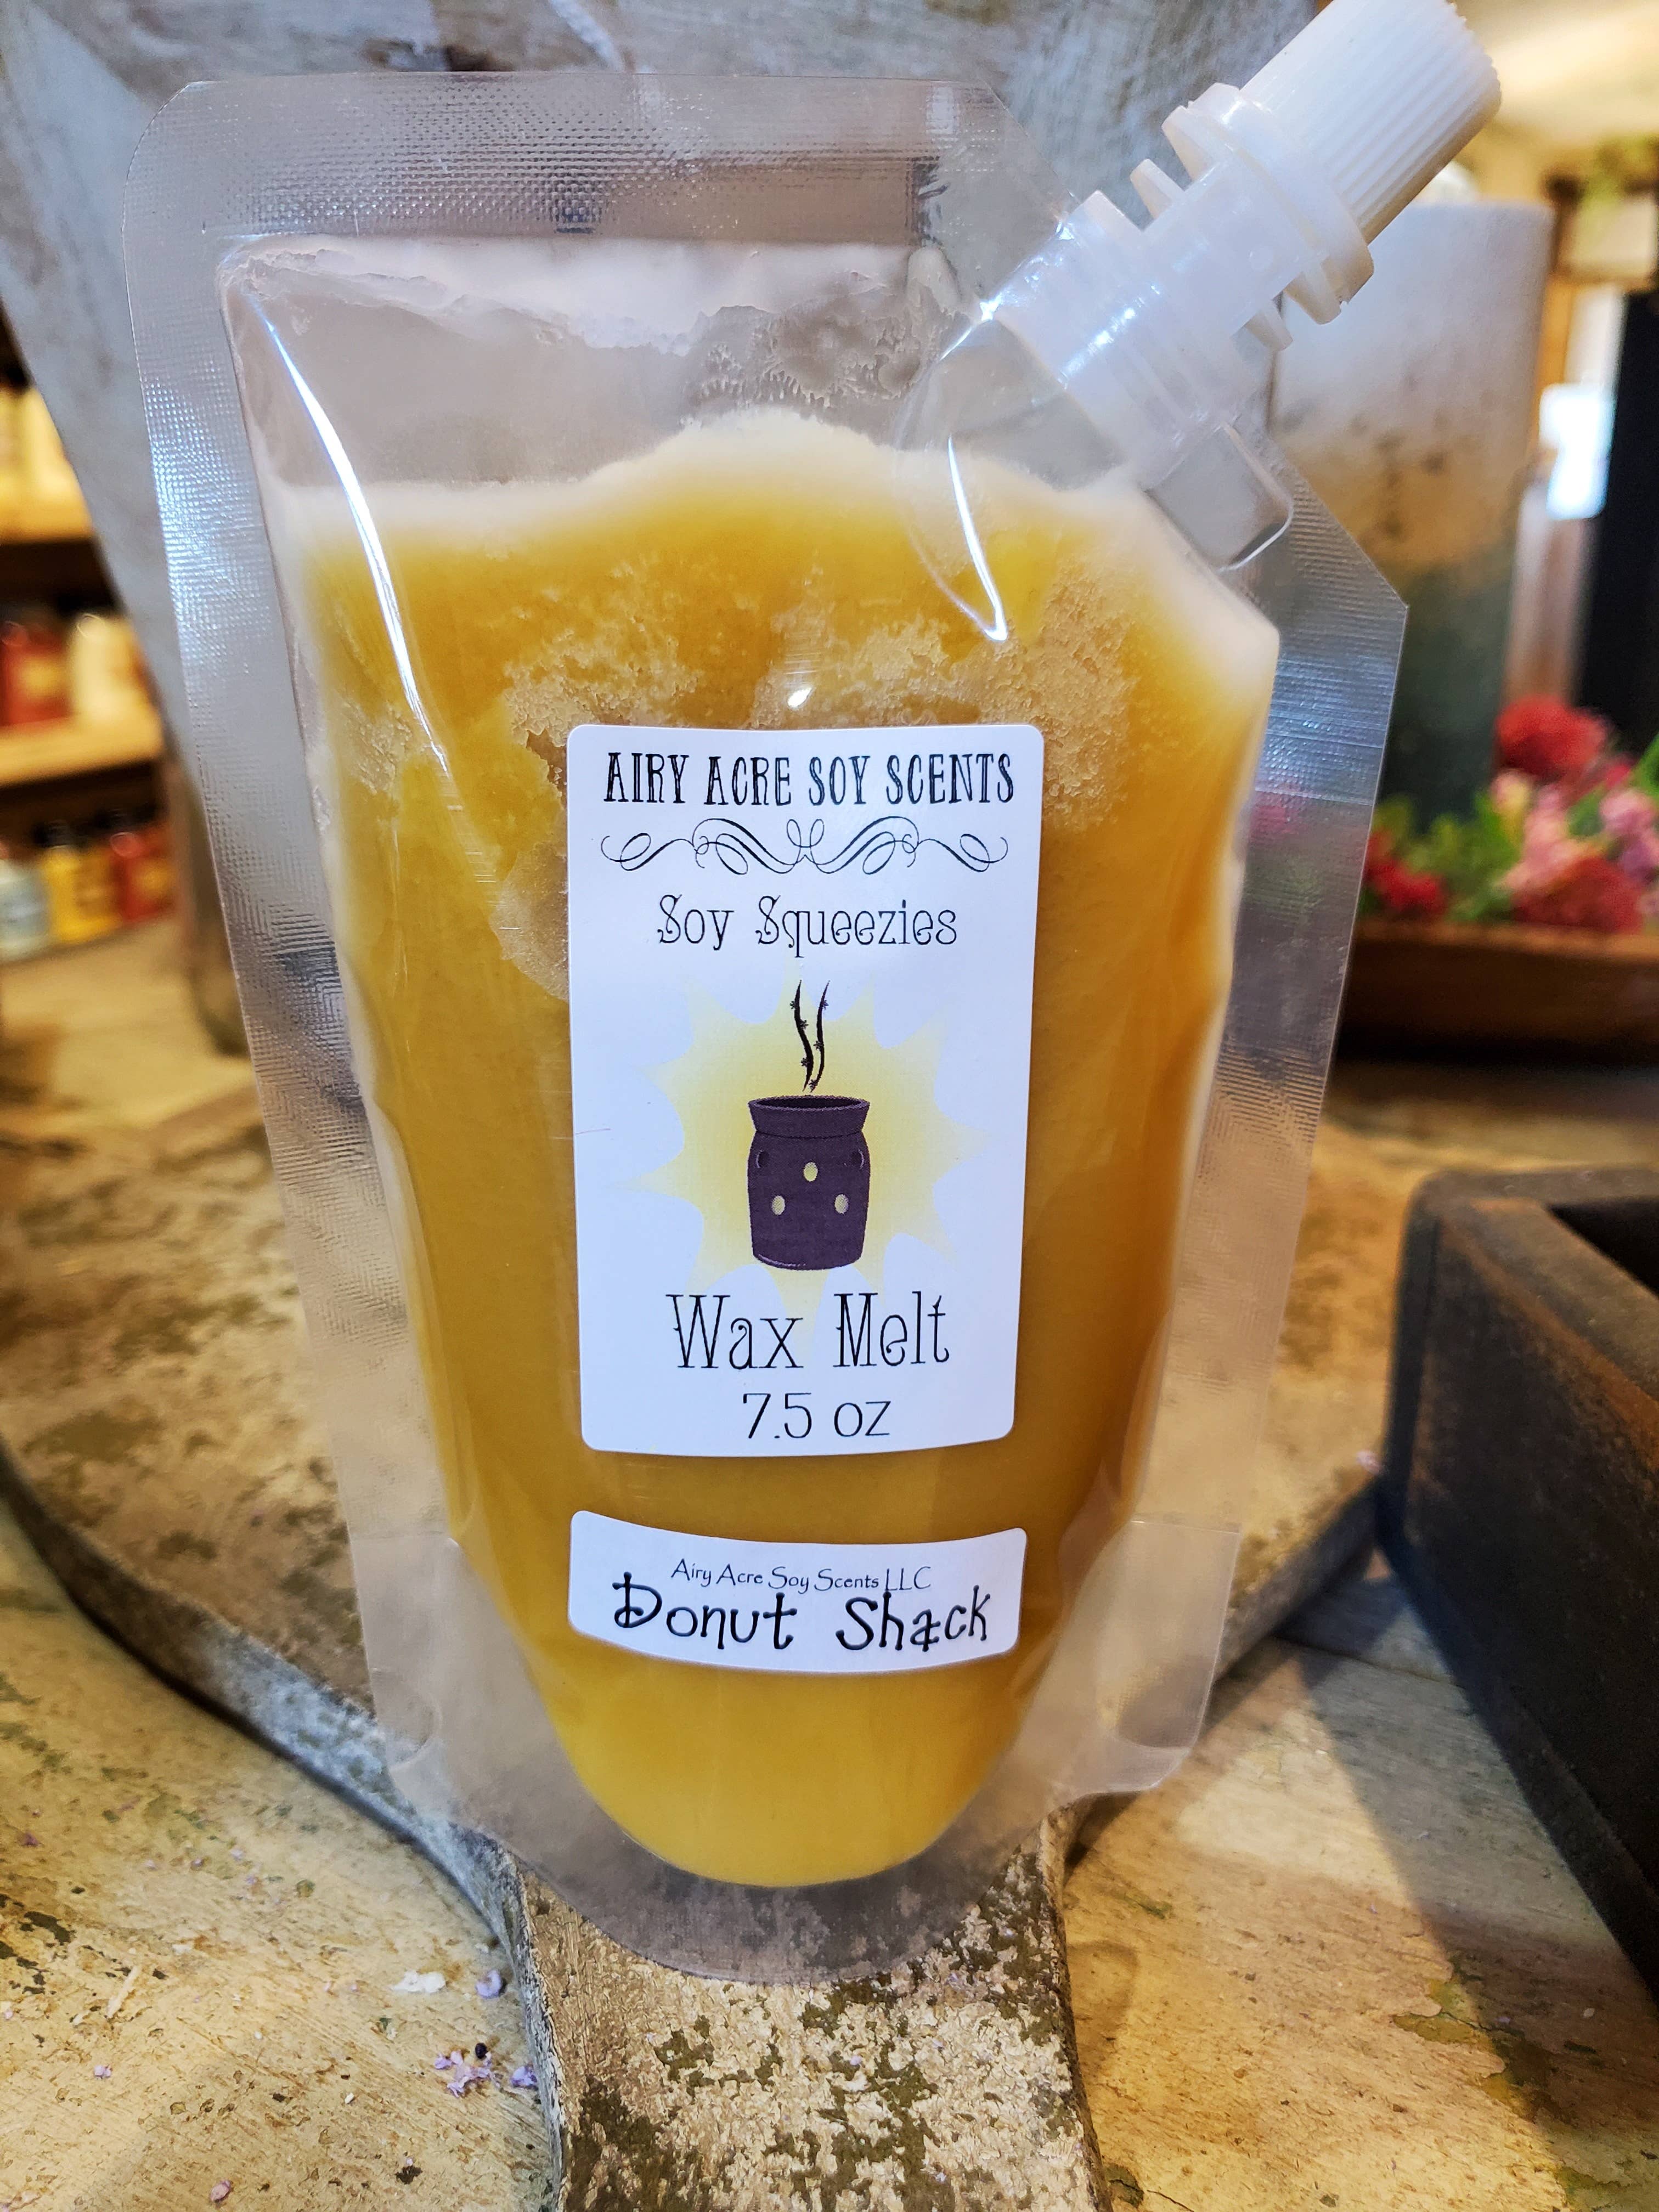 AIRY ACRE SOY SCENTS
Soy Squeezies
Wax Melt
7.5 oz
Airy Acre Soy Scents LLC
Donut Shack